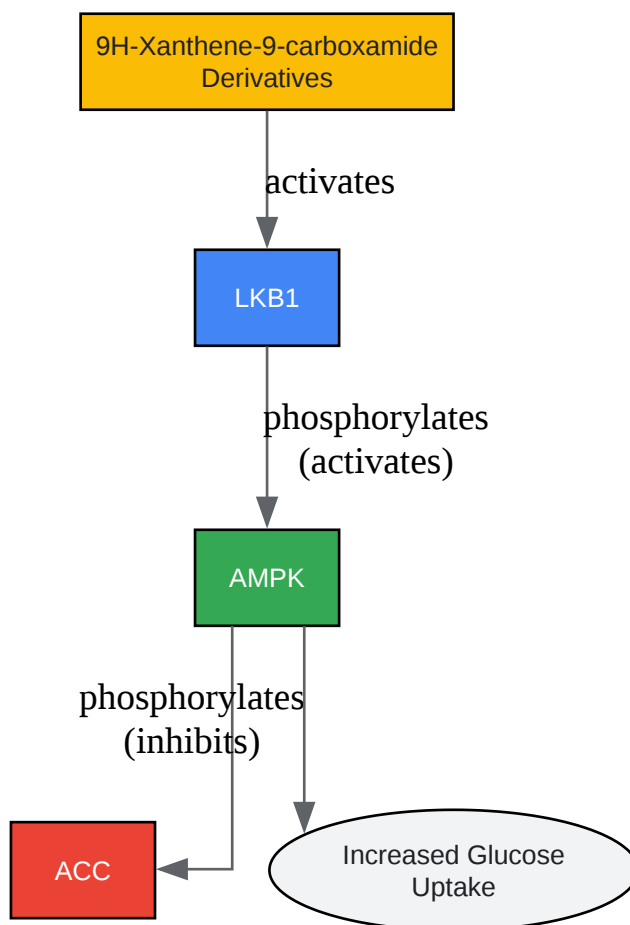 9H-Xanthene-9-carboxamide
Derivatives
activates
LKB1
phosphorylates
(activates)
AMPK
phosphorylates
(inhibits)
ACC
Increased Glucose
Uptake